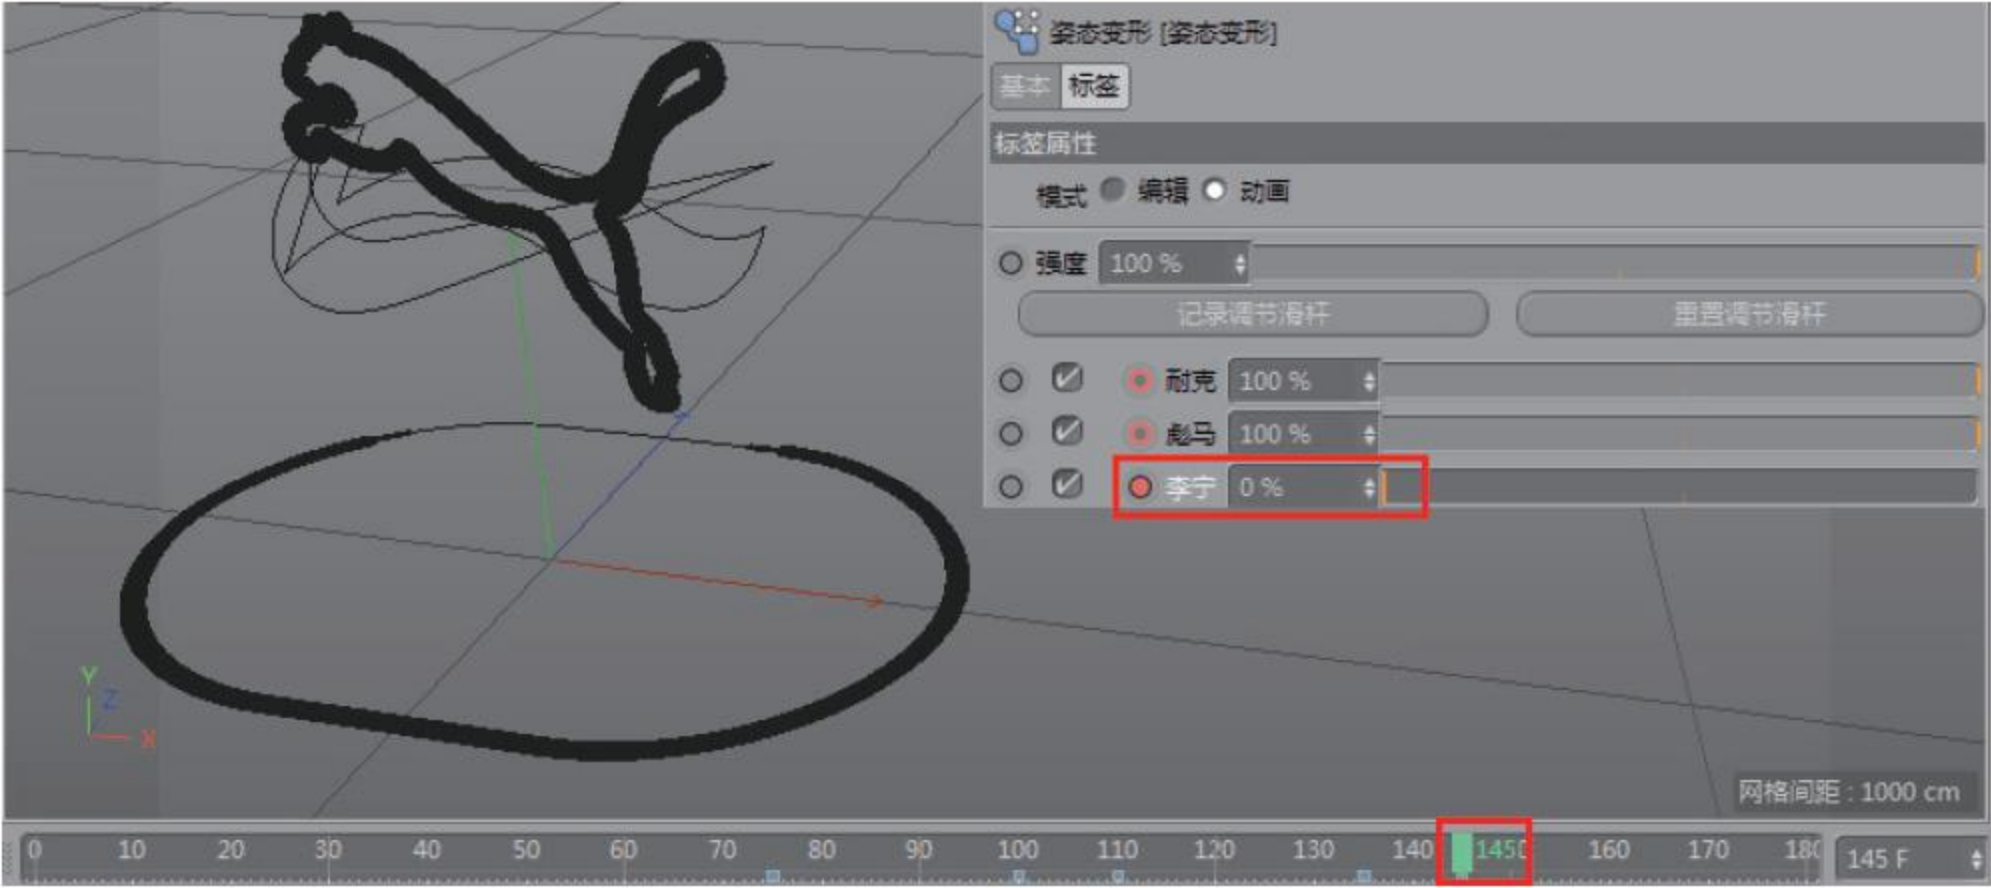 姿态变形 [姿态变形]
基本 标签
标签属性
模式 编辑 动画
强度 100 %
记录调节滑杆 重置调节滑杆
耐克 100 %
彪马 100 %
李宁 0 %
Y
Z
X
网格间距 : 1000 cm
0 10 20 30 40 50 60 70 80 90 100 110 120 130 140 145 160 170 180 145 F